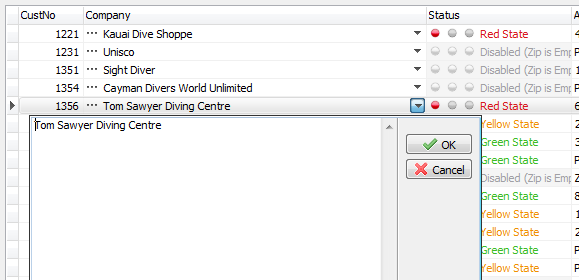 CustNo Company Status A
1221 ··· Kauai Dive Shoppe Red State 4
1231 ··· Unisco Disabled (Zip is Emp P
1351 ··· Sight Diver Disabled (Zip is Emp 1
1354 ··· Cayman Divers World Unlimited Disabled (Zip is Emp P
1356 ··· Tom Sawyer Diving Centre Red State 6
Tom Sawyer Diving Centre Yellow State 2
OK Green State 3
Cancel Green State P
Disabled (Zip is Emp Z
Green State 8
Yellow State 1
Yellow State 2
Green State P
Yellow State P